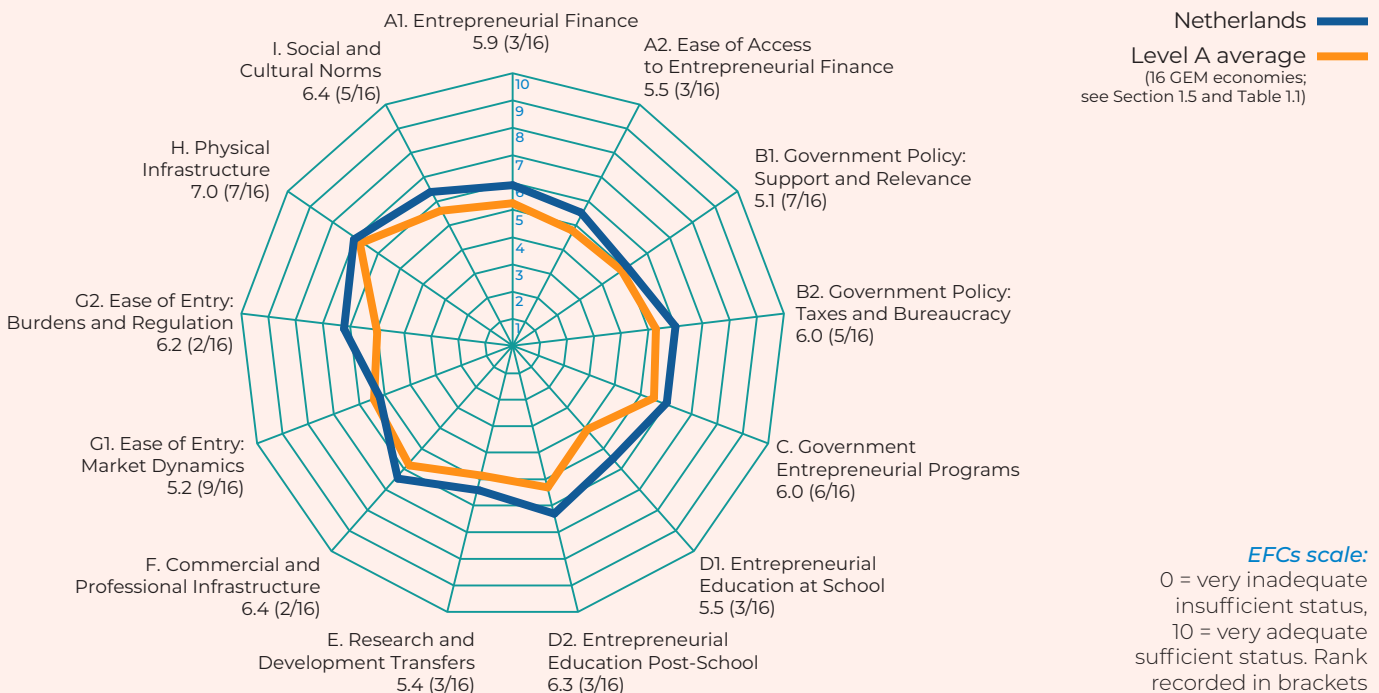 A1. Entrepreneurial Finance
5.9 (3/16)
A2. Ease of Access
to Entrepreneurial Finance
5.5 (3/16)
B1. Government Policy:
Support and Relevance
5.1 (7/16)
B2. Government Policy:
Taxes and Bureaucracy
6.0 (5/16)
C. Government
Entrepreneurial Programs
6.0 (6/16)
D1. Entrepreneurial
Education at School
5.5 (3/16)
D2. Entrepreneurial
Education Post-School
6.3 (3/16)
E. Research and
Development Transfers
5.4 (3/16)
F. Commercial and
Professional Infrastructure
6.4 (2/16)
G1. Ease of Entry:
Market Dynamics
5.2 (9/16)
G2. Ease of Entry:
Burdens and Regulation
6.2 (2/16)
H. Physical
Infrastructure
7.0 (7/16)
I. Social and
Cultural Norms
6.4 (5/16)
10
9
8
7
6
5
4
3
2
1
Netherlands
Level A average
(16 GEM economies;
see Section 1.5 and Table 1.1)
EFCs scale:
0 = very inadequate
insufficient status,
10 = very adequate
sufficient status. Rank
recorded in brackets